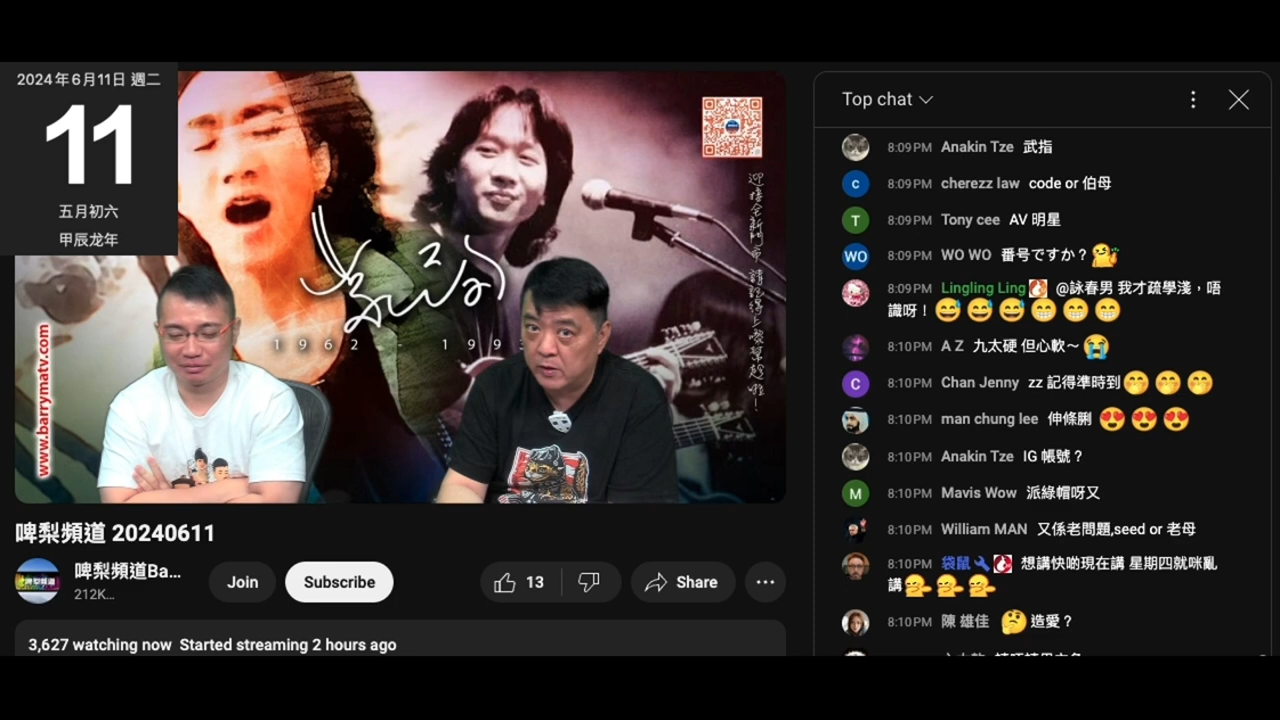 2024年6月11日 週二
11
五月初六
甲辰龙年
www.barrymatv.com
1962 - 199
啤梨頻道 20240611
啤梨頻道Ba...
212K...
Join
Subscribe
13
Share
3,627 watching now Started streaming 2 hours ago
Top chat
8:09PM Anakin Tze 武指
8:09PM cherezz law code or 伯母
8:09PM Tony cee AV 明星
8:09PM WO WO 番号ですか？
8:09PM Lingling Ling @詠春男 我才疏學淺，唔
識呀！
8:10PM A Z 九太硬 但心軟～
8:10PM Chan Jenny zz 記得準時到
8:10PM man chung lee 伸條脷
8:10PM Anakin Tze IG 帳號？
8:10PM Mavis Wow 派綠帽呀又
8:10PM William MAN 又係老問題,seed or 老母
8:10PM 袋鼠 想講快啲現在講 星期四就咪亂
講
8:10PM 陳 雄佳 造愛？